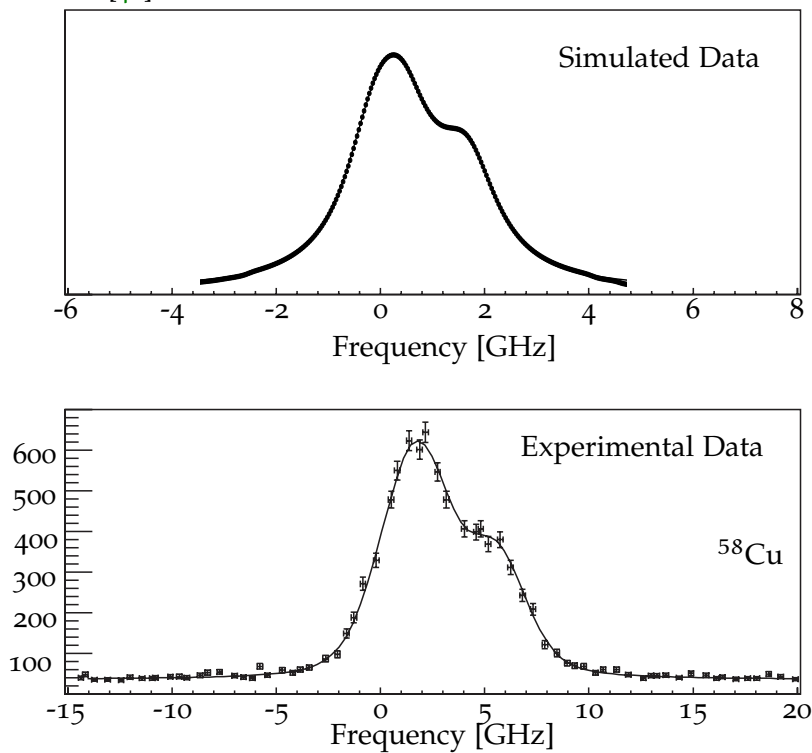 Simulated Data
-6 -4 -2 0 2 4 6 8
Frequency [GHz]
Experimental Data
600
500
400
300
200
100
⁵⁸Cu
-15 -10 -5 0 5 10 15 20
Frequency [GHz]